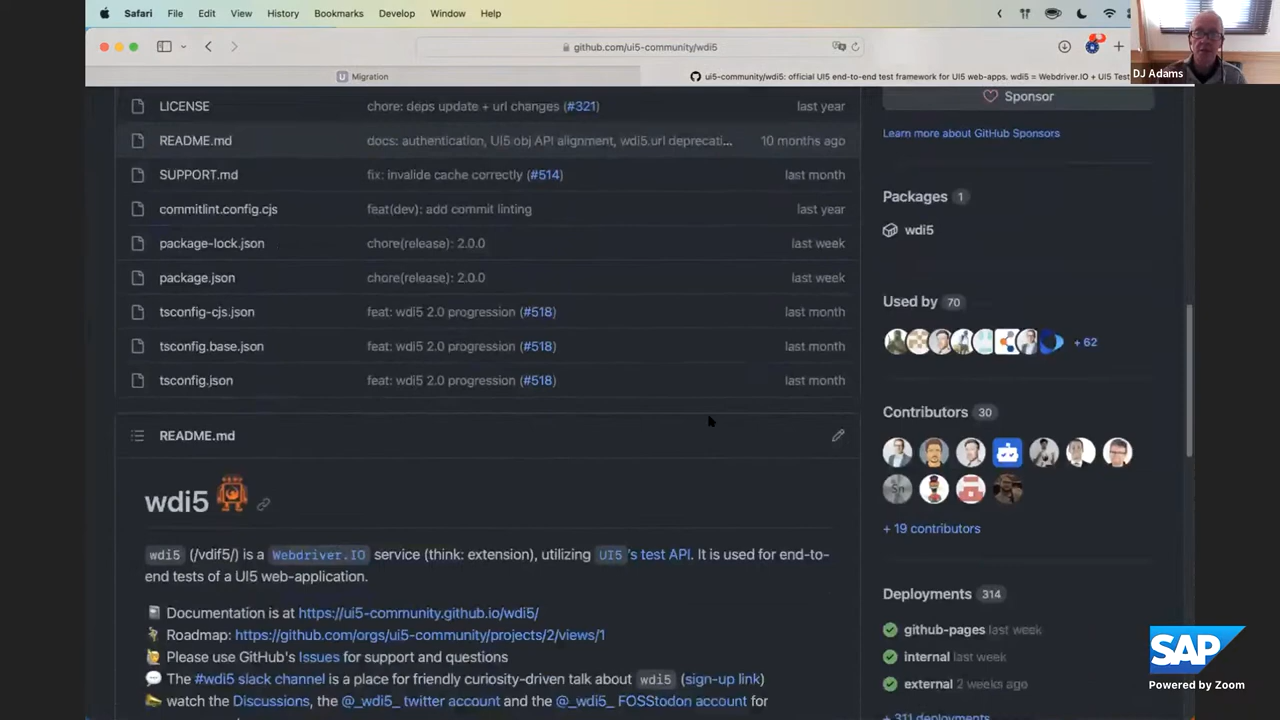 Safari File Edit View History Bookmarks Develop Window Help
github.com/ui5-community/wdi5
U Migration
ui5-community/wdi5: official UI5 end-to-end test framework for UI5 web-apps. wdi5 = Webdriver.IO + UI5 Test
DJ Adams
LICENSE chore: deps update + url changes (#321) last year
README.md docs: authentication, UI5 obj API alignment, wdi5.url deprecati... 10 months ago
SUPPORT.md fix: invalide cache correctly (#514) last month
commitlint.config.cjs feat(dev): add commit linting last year
package-lock.json chore(release): 2.0.0 last week
package.json chore(release): 2.0.0 last week
tsconfig-cjs.json feat: wdi5 2.0 progression (#518) last month
tsconfig.base.json feat: wdi5 2.0 progression (#518) last month
tsconfig.json feat: wdi5 2.0 progression (#518) last month
README.md
wdi5
wdi5 (/vdif5/) is a Webdriver.IO service (think: extension), utilizing UI5's test API. It is used for end-to-
end tests of a UI5 web-application.
Documentation is at https://ui5-community.github.io/wdi5/
Roadmap: https://github.com/orgs/ui5-community/projects/2/views/1
Please use GitHub's Issues for support and questions
The #wdi5 slack channel is a place for friendly curiosity-driven talk about wdi5 (sign-up link)
watch the Discussions, the @_wdi5_ twitter account and the @_wdi5_ FOSStodon account for
Sponsor
Learn more about GitHub Sponsors
Packages 1
wdi5
Used by 70
+ 62
Contributors 30
Sn
+ 19 contributors
Deployments 314
github-pages last week
internal last week
external 2 weeks ago
+ 311 deployments
SAP
Powered by Zoom